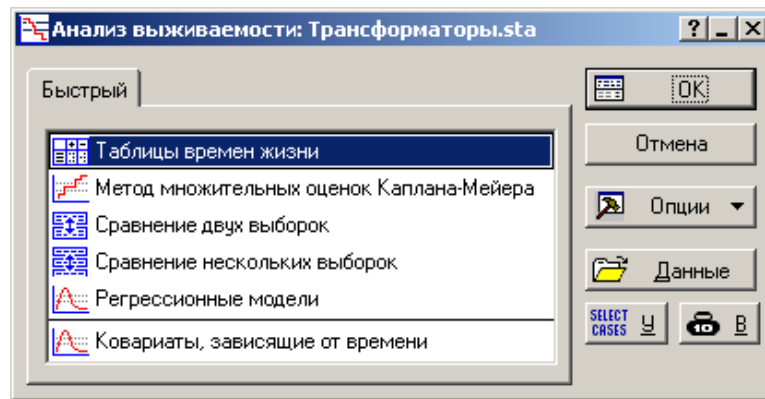 Анализ выживаемости: Трансформаторы.sta
Быстрый
Таблицы времен жизни
Метод множительных оценок Каплана-Мейера
Сравнение двух выборок
Сравнение нескольких выборок
Регрессионные модели
Ковариаты, зависящие от времени
OK
Отмена
Опции
Данные
SELECT
CASES
У
В